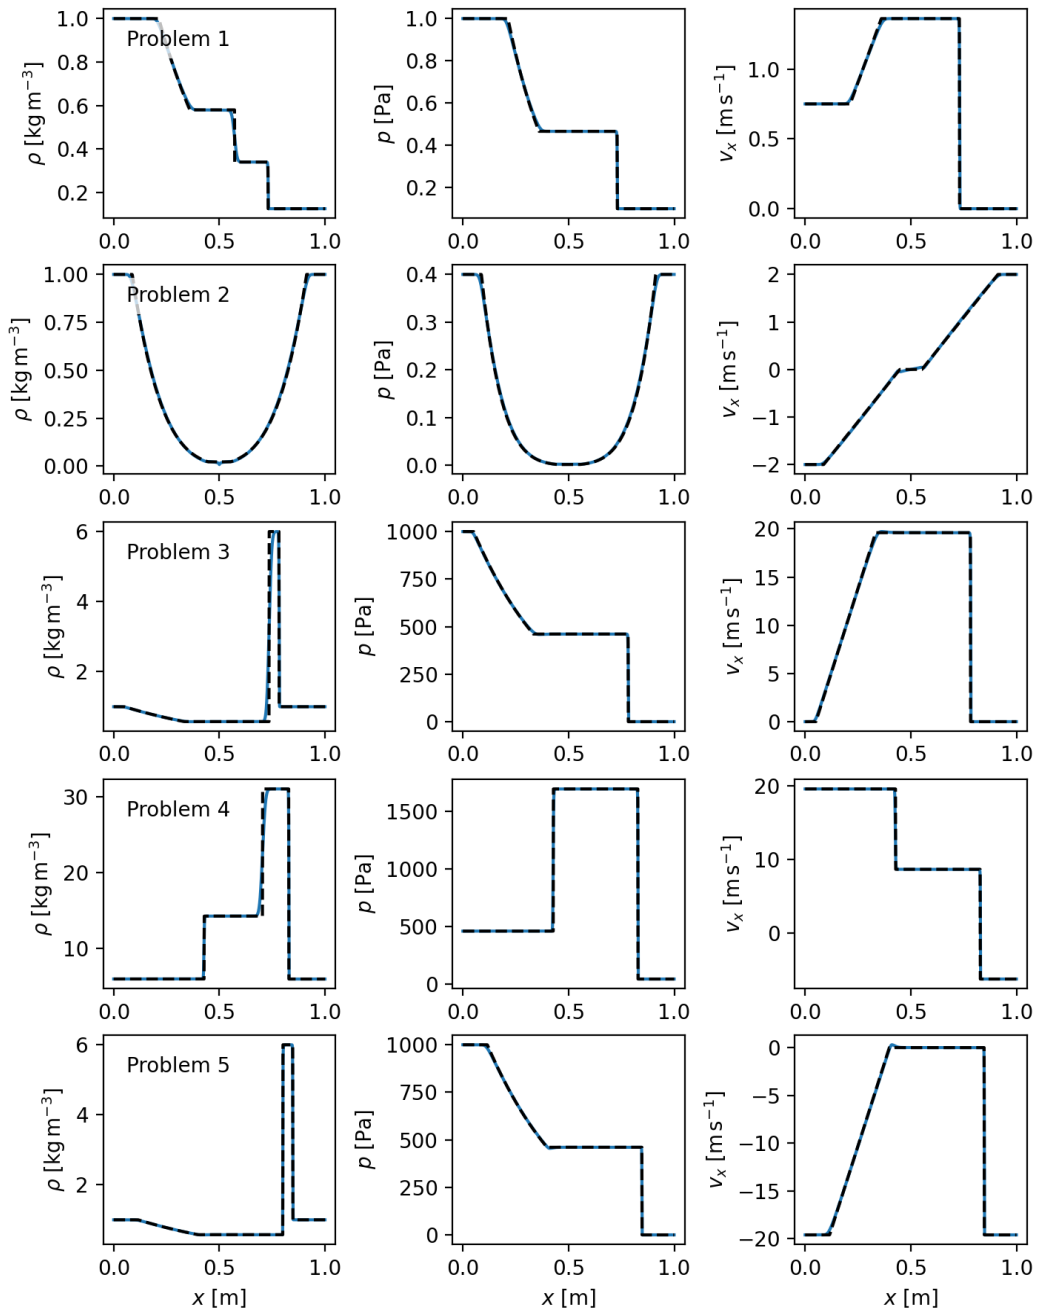 1.0
0.8
0.6
0.4
0.2
ρ [kg m⁻³]
Problem 1
0.0 0.5 1.0
1.0
0.8
0.6
0.4
0.2
p [Pa]
0.0 0.5 1.0
1.0
0.5
0.0
vₓ [m s⁻¹]
0.0 0.5 1.0
1.00
0.75
0.50
0.25
0.00
ρ [kg m⁻³]
Problem 2
0.0 0.5 1.0
0.4
0.3
0.2
0.1
0.0
p [Pa]
0.0 0.5 1.0
2
1
0
−1
−2
vₓ [m s⁻¹]
0.0 0.5 1.0
6
4
2
ρ [kg m⁻³]
Problem 3
0.0 0.5 1.0
1000
750
500
250
0
p [Pa]
0.0 0.5 1.0
20
15
10
5
0
vₓ [m s⁻¹]
0.0 0.5 1.0
30
20
10
ρ [kg m⁻³]
Problem 4
0.0 0.5 1.0
1500
1000
500
0
p [Pa]
0.0 0.5 1.0
20
10
0
vₓ [m s⁻¹]
0.0 0.5 1.0
6
4
2
ρ [kg m⁻³]
Problem 5
0.0 0.5 1.0
x [m]
1000
750
500
250
0
p [Pa]
0.0 0.5 1.0
x [m]
0
−5
−10
−15
−20
vₓ [m s⁻¹]
0.0 0.5 1.0
x [m]